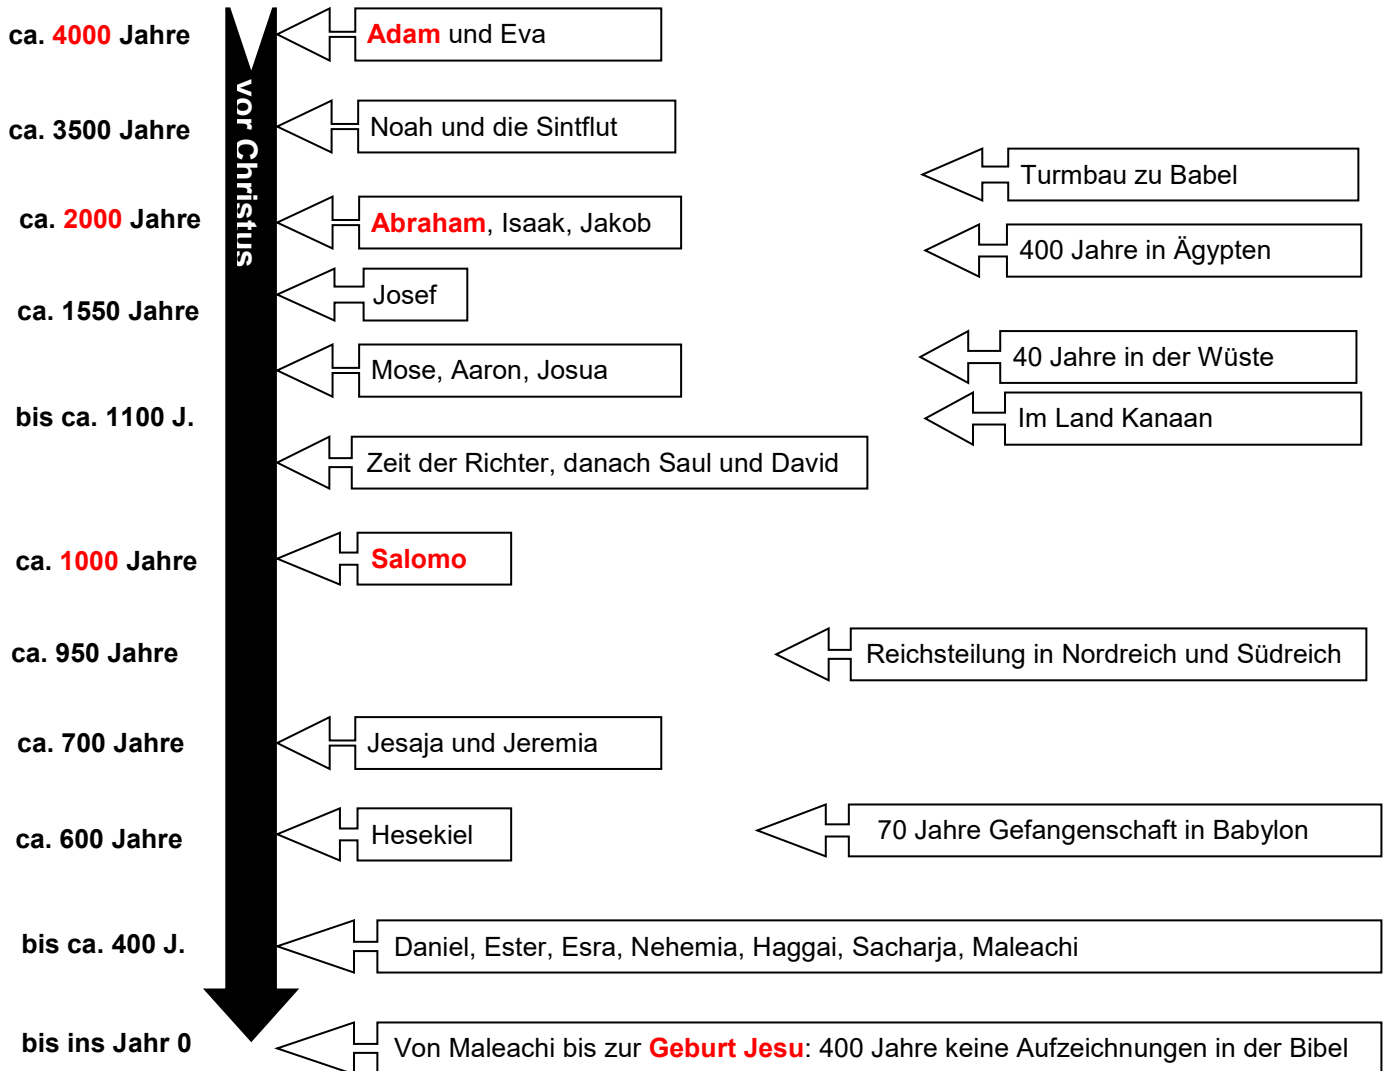 ca. 4000 Jahre
Adam und Eva
vor Christus
ca. 3500 Jahre
Noah und die Sintflut
Turmbau zu Babel
ca. 2000 Jahre
Abraham, Isaak, Jakob
400 Jahre in Ägypten
ca. 1550 Jahre
Josef
Mose, Aaron, Josua
40 Jahre in der Wüste
bis ca. 1100 J.
Im Land Kanaan
Zeit der Richter, danach Saul und David
ca. 1000 Jahre
Salomo
ca. 950 Jahre
Reichsteilung in Nordreich und Südreich
ca. 700 Jahre
Jesaja und Jeremia
ca. 600 Jahre
Hesekiel
70 Jahre Gefangenschaft in Babylon
bis ca. 400 J.
Daniel, Ester, Esra, Nehemia, Haggai, Sacharja, Maleachi
bis ins Jahr 0
Von Maleachi bis zur Geburt Jesu: 400 Jahre keine Aufzeichnungen in der Bibel